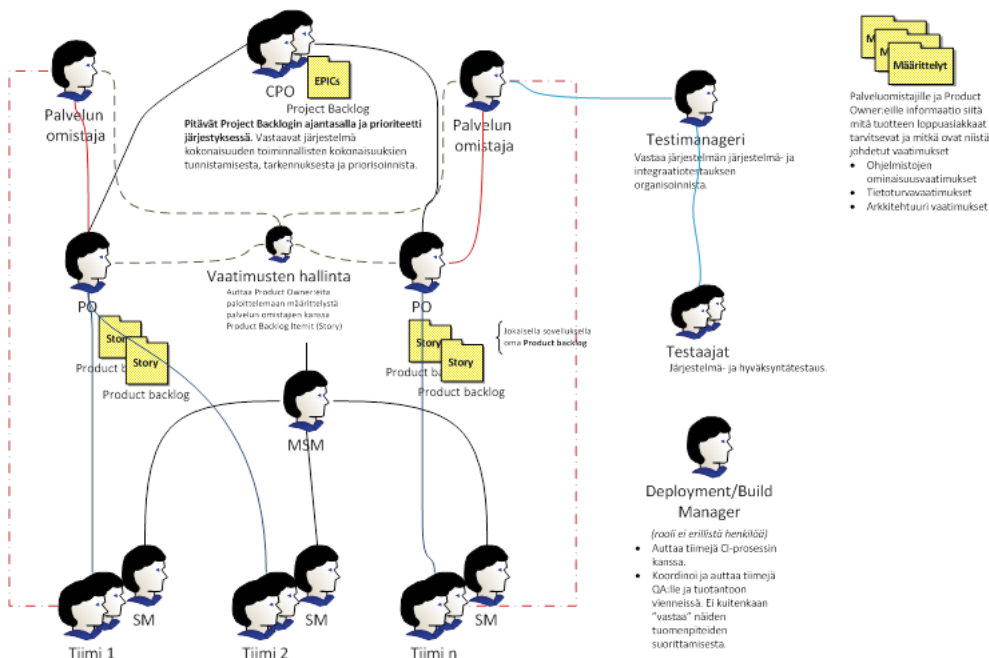 CPO
EPICs
Project Backlog
Pitävät Project Backlogin ajantasalla ja prioriteetti
järjestyksessä. Vastaavat järjestelmä
kokonaisuuden toiminnallisten kokonaisuuksien
tunnistamisesta, tarkennuksesta ja priorisoinnista.
Palvelun
omistaja
Palvelun
omistaja
Testimanageri
Vastaa järjestelmän järjestelmä- ja
integraatiotestauksen
organisoinnista.
M
M
Määrittelyt
Palveluomistajille ja Product
Owner:eille informaatio siitä
mitä tuotteen loppuasiakkaat
tarvitsevat ja mitkä ovat niistä
johdetut vaatimukset
• Ohjelmistojen
ominaisuusvaatimukset
• Tietoturvavaatimukset
• Arkkitehtuuri vaatimukset
PO
Vaatimusten hallinta
Auttaa Product Owner:eita
paloittelemaan määrittelystä
palvelun omistajien kanssa
Product Backlog Itemit (Story)
PO
Story
Story
Product b
Product backlog
Story
Story
Product ba
Product backlog
Jokaisella sovelluksella
oma Product backlog
Testaajat
Järjestelmä- ja hyväksyntätestaus.
MSM
Deployment/Build
Manager
(rooli ei erillistä henkilöä)
• Auttaa tiimejä CI-prosessin
kanssa.
• Koordinoi ja auttaa tiimejä
QA:lle ja tuotantoon
vienneissä. Ei kuitenkaan
"vastaa" näiden
tuomenpiteiden
suorittamisesta.
SM
SM
SM
Tiimi 1
Tiimi 2
Tiimi n